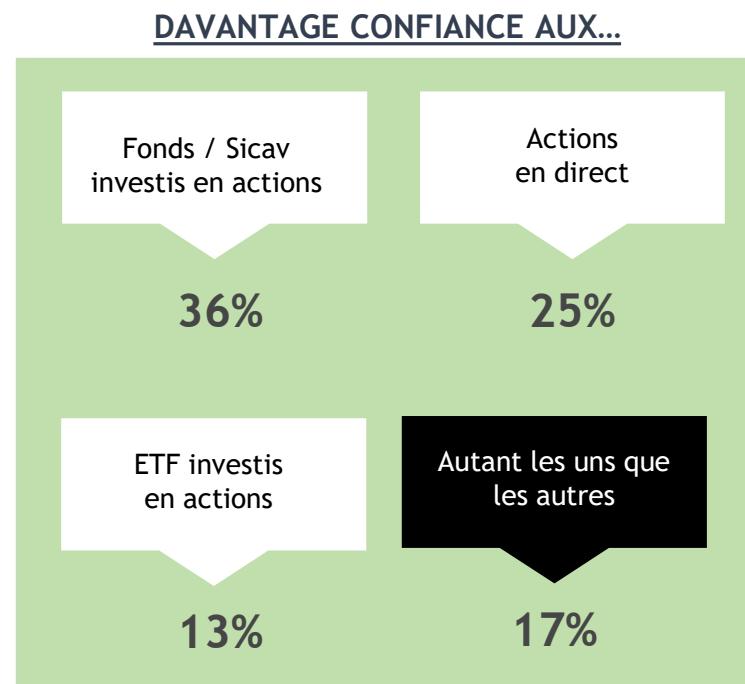 DAVANTAGE CONFIANCE AUX…
Fonds / Sicav
investis en actions
36%
Actions
en direct
25%
ETF investis
en actions
13%
Autant les uns que
les autres
17%